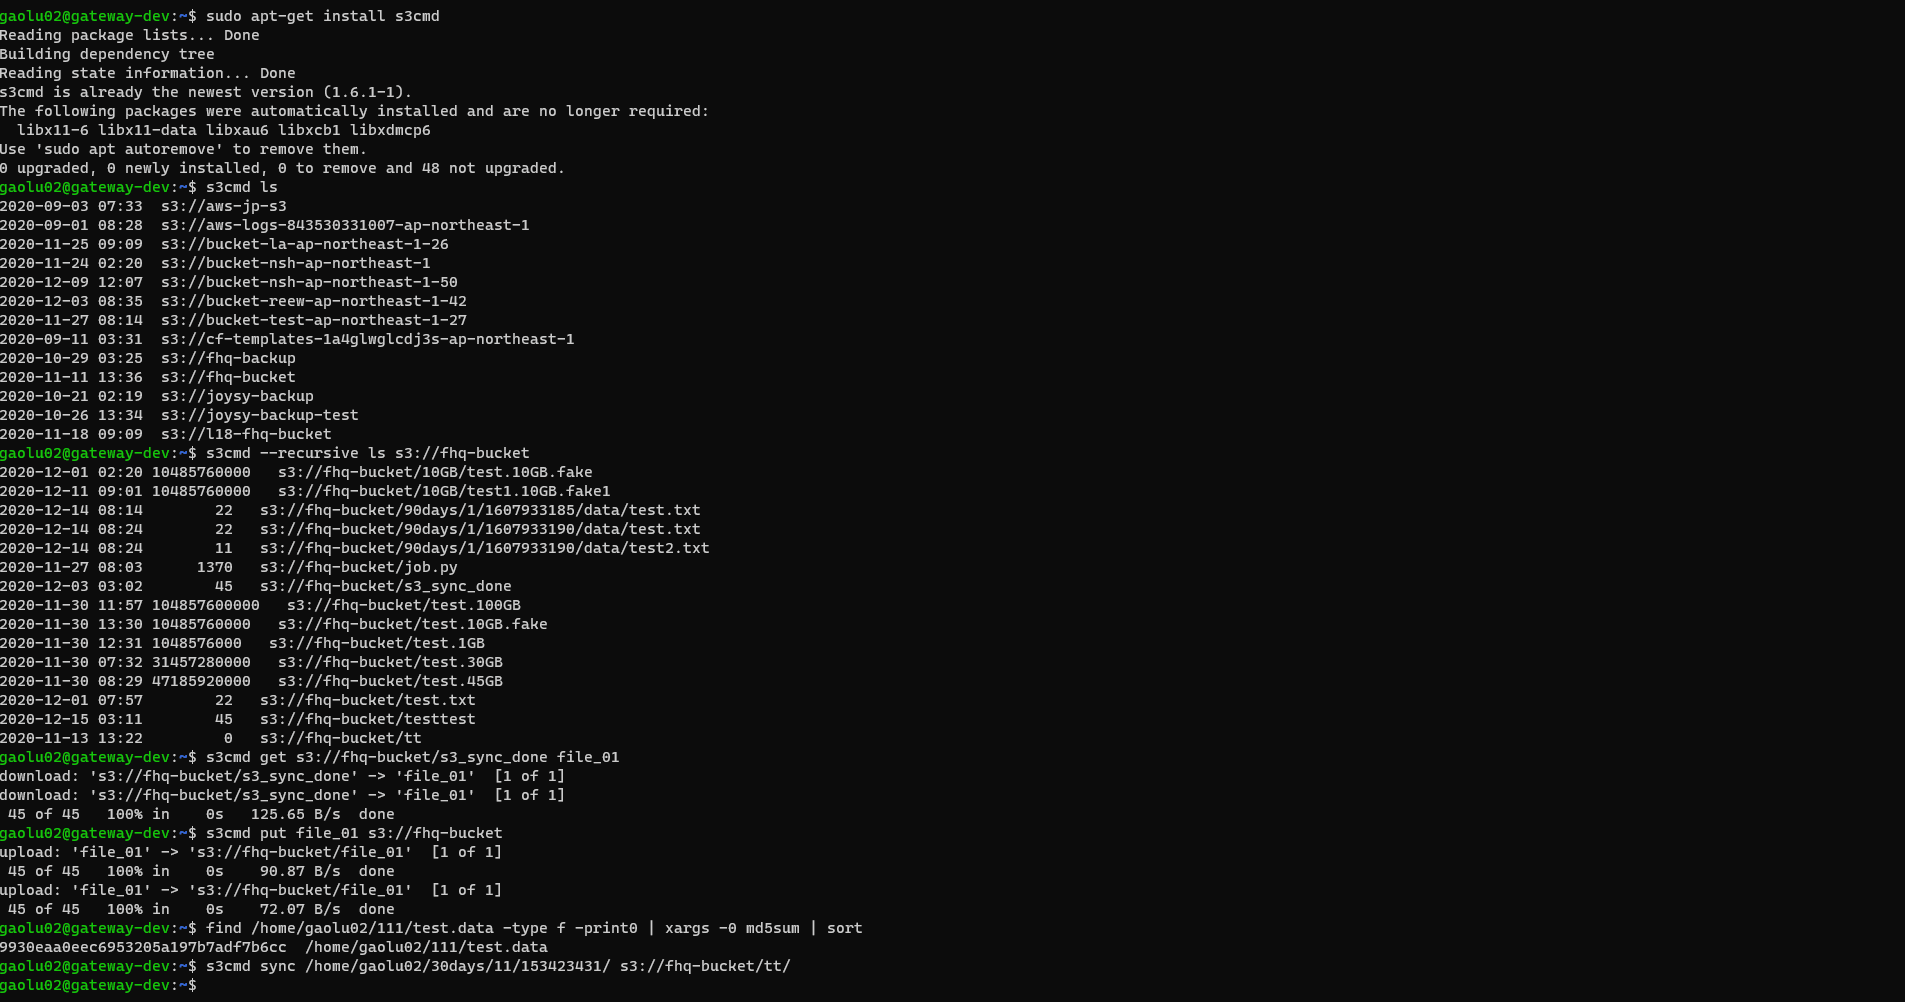 gaolu02@gateway-dev:~$ sudo apt-get install s3cmd
Reading package lists... Done
Building dependency tree
Reading state information... Done
s3cmd is already the newest version (1.6.1-1).
The following packages were automatically installed and are no longer required:
  libx11-6 libx11-data libxau6 libxcb1 libxdmcp6
Use 'sudo apt autoremove' to remove them.
0 upgraded, 0 newly installed, 0 to remove and 48 not upgraded.
gaolu02@gateway-dev:~$ s3cmd ls
2020-09-03 07:33  s3://aws-jp-s3
2020-09-01 08:28  s3://aws-logs-843530331007-ap-northeast-1
2020-11-25 09:09  s3://bucket-la-ap-northeast-1-26
2020-11-24 02:20  s3://bucket-nsh-ap-northeast-1
2020-12-09 12:07  s3://bucket-nsh-ap-northeast-1-50
2020-12-03 08:35  s3://bucket-reew-ap-northeast-1-42
2020-11-27 08:14  s3://bucket-test-ap-northeast-1-27
2020-09-11 03:31  s3://cf-templates-1a4glwglcdj3s-ap-northeast-1
2020-10-29 03:25  s3://fhq-backup
2020-11-11 13:36  s3://fhq-bucket
2020-10-21 02:19  s3://joysy-backup
2020-10-26 13:34  s3://joysy-backup-test
2020-11-18 09:09  s3://l18-fhq-bucket
gaolu02@gateway-dev:~$ s3cmd --recursive ls s3://fhq-bucket
2020-12-01 02:20 10485760000   s3://fhq-bucket/10GB/test.10GB.fake
2020-12-11 09:01 10485760000   s3://fhq-bucket/10GB/test1.10GB.fake1
2020-12-14 08:14        22   s3://fhq-bucket/90days/1/1607933185/data/test.txt
2020-12-14 08:24        22   s3://fhq-bucket/90days/1/1607933190/data/test.txt
2020-12-14 08:24        11   s3://fhq-bucket/90days/1/1607933190/data/test2.txt
2020-11-27 08:03      1370   s3://fhq-bucket/job.py
2020-12-03 03:02        45   s3://fhq-bucket/s3_sync_done
2020-11-30 11:57 104857600000   s3://fhq-bucket/test.100GB
2020-11-30 13:30 10485760000   s3://fhq-bucket/test.10GB.fake
2020-11-30 12:31 1048576000   s3://fhq-bucket/test.1GB
2020-11-30 07:32 31457280000   s3://fhq-bucket/test.30GB
2020-11-30 08:29 47185920000   s3://fhq-bucket/test.45GB
2020-12-01 07:57        22   s3://fhq-bucket/test.txt
2020-12-15 03:11        45   s3://fhq-bucket/testtest
2020-11-13 13:22         0   s3://fhq-bucket/tt
gaolu02@gateway-dev:~$ s3cmd get s3://fhq-bucket/s3_sync_done file_01
download: 's3://fhq-bucket/s3_sync_done' -> 'file_01'  [1 of 1]
download: 's3://fhq-bucket/s3_sync_done' -> 'file_01'  [1 of 1]
 45 of 45   100% in    0s   125.65 B/s  done
gaolu02@gateway-dev:~$ s3cmd put file_01 s3://fhq-bucket
upload: 'file_01' -> 's3://fhq-bucket/file_01'  [1 of 1]
 45 of 45   100% in    0s    90.87 B/s  done
upload: 'file_01' -> 's3://fhq-bucket/file_01'  [1 of 1]
 45 of 45   100% in    0s    72.07 B/s  done
gaolu02@gateway-dev:~$ find /home/gaolu02/111/test.data -type f -print0 | xargs -0 md5sum | sort
9930eaa0eec6953205a197b7adf7b6cc  /home/gaolu02/111/test.data
gaolu02@gateway-dev:~$ s3cmd sync /home/gaolu02/30days/11/153423431/ s3://fhq-bucket/tt/
gaolu02@gateway-dev:~$